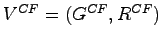 V^{CF} = (G^{CF}, R^{CF})